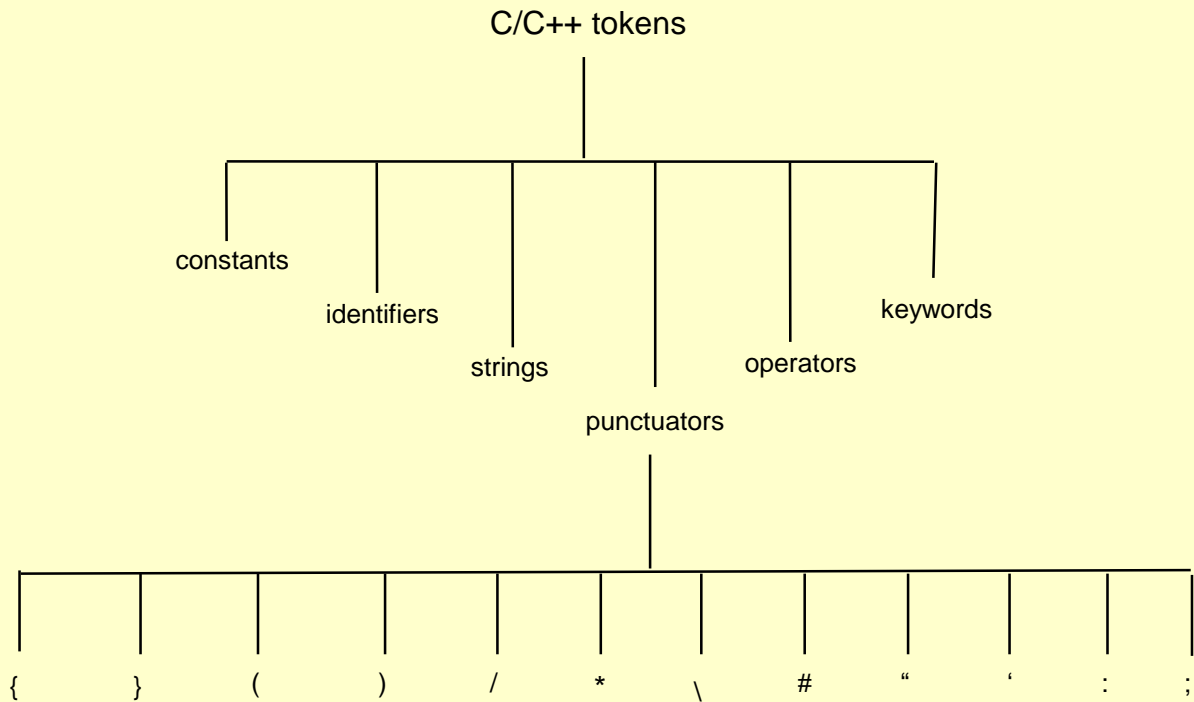 C/C++ tokens
constants
identifiers
keywords
strings
operators
punctuators
{ } ( ) / * \ # “ ‘ : ;